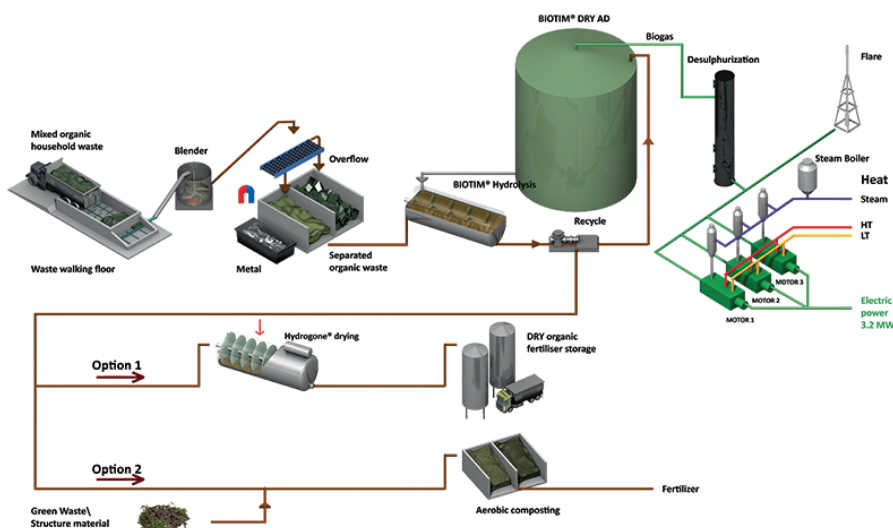 BIOTIM® DRY AD
Biogas
Desulphurization
Flare
Mixed organic
household waste
Blender
Overflow
BIOTIM® Hydrolysis
Steam Boiler
Heat
Steam
Recycle
HT
LT
Waste walking floor
Metal
Separated
organic waste
MOTOR 3
MOTOR 2
MOTOR 1
Electric
power
3.2 MW
Hydrogone® drying
DRY organic
fertiliser storage
Option 1
Option 2
Green Waste\
Structure material
Aerobic composting
Fertilizer